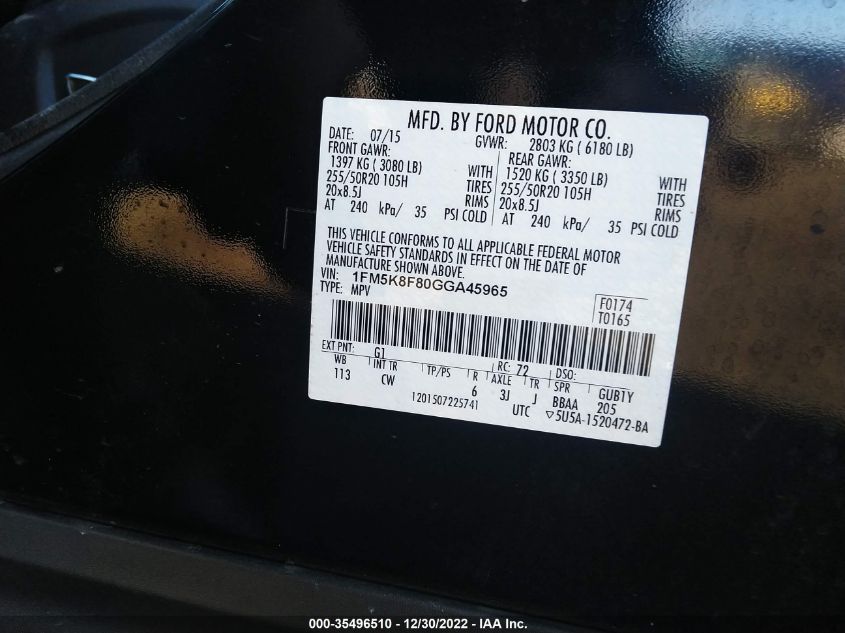 MFD. BY FORD MOTOR CO.
DATE: 07/15 GVWR: 2803 KG ( 6180 LB)
FRONT GAWR: REAR GAWR:
1397 KG ( 3080 LB) WITH 1520 KG ( 3350 LB) WITH
255/50R20 105H TIRES 255/50R20 105H TIRES
20x8.5J RIMS 20x8.5J RIMS
AT 240 kPa/ 35 PSI COLD AT 240 kPa/ 35 PSI COLD
THIS VEHICLE CONFORMS TO ALL APPLICABLE FEDERAL MOTOR
VEHICLE SAFETY STANDARDS IN EFFECT ON THE DATE OF
MANUFACTURE SHOWN ABOVE.
VIN: 1FM5K8F80GGA45965
TYPE: MPV
F0174
T0165
EXT PNT: G1 RC: 72 DSO:
WB INT TR TP/PS R AXLE TR SPR GUB1Y
113 CW 6 3J J BBAA 205
1201507225741 UTC ▽5U5A-1520472-BA
000-35496510 - 12/30/2022 - IAA Inc.